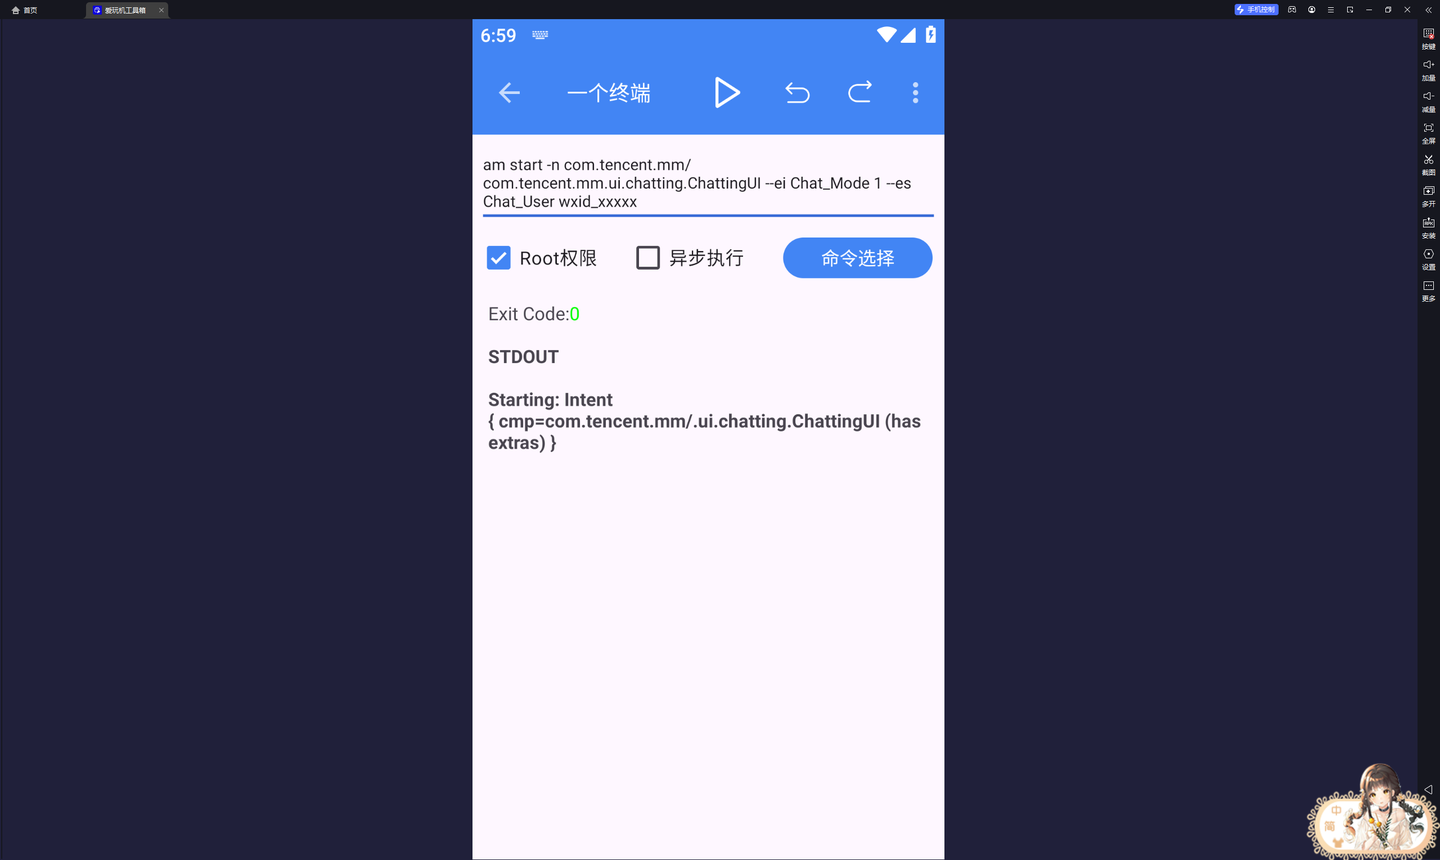 首页
爱玩机工具箱
手机控制
6:59
一个终端
am start -n com.tencent.mm/
com.tencent.mm.ui.chatting.ChattingUI --ei Chat_Mode 1 --es
Chat_User wxid_xxxxx
Root权限
异步执行
命令选择
Exit Code:0
STDOUT
Starting: Intent
{ cmp=com.tencent.mm/.ui.chatting.ChattingUI (has
extras) }
按键
加量
减量
全屏
截图
多开
安装
设置
更多
中
简